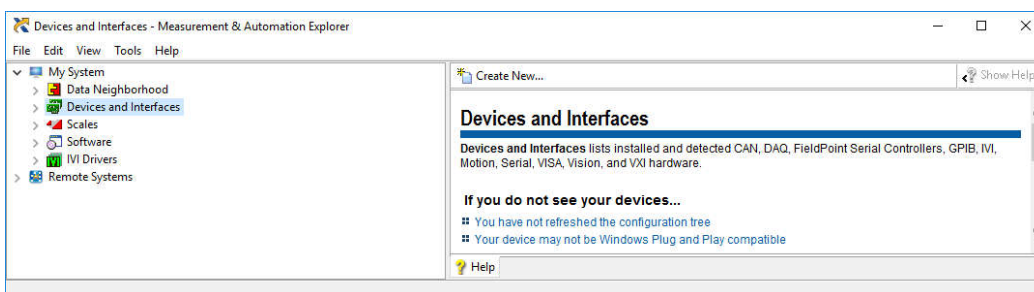 Devices and Interfaces - Measurement & Automation Explorer
File Edit View Tools Help
My System
Data Neighborhood
Devices and Interfaces
Scales
Software
IVI Drivers
Remote Systems
Create New...
Show Help
Devices and Interfaces
Devices and Interfaces lists installed and detected CAN, DAQ, FieldPoint Serial Controllers, GPIB, IVI,
Motion, Serial, VISA, Vision, and VXI hardware.
If you do not see your devices...
You have not refreshed the configuration tree
Your device may not be Windows Plug and Play compatible
Help